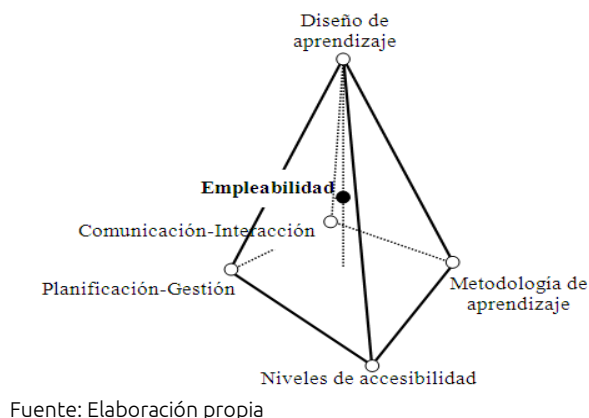 Diseño de
aprendizaje
Empleabilidad
Comunicación-Interacción
Planificación-Gestión
Metodología de
aprendizaje
Niveles de accesibilidad
Fuente: Elaboración propia